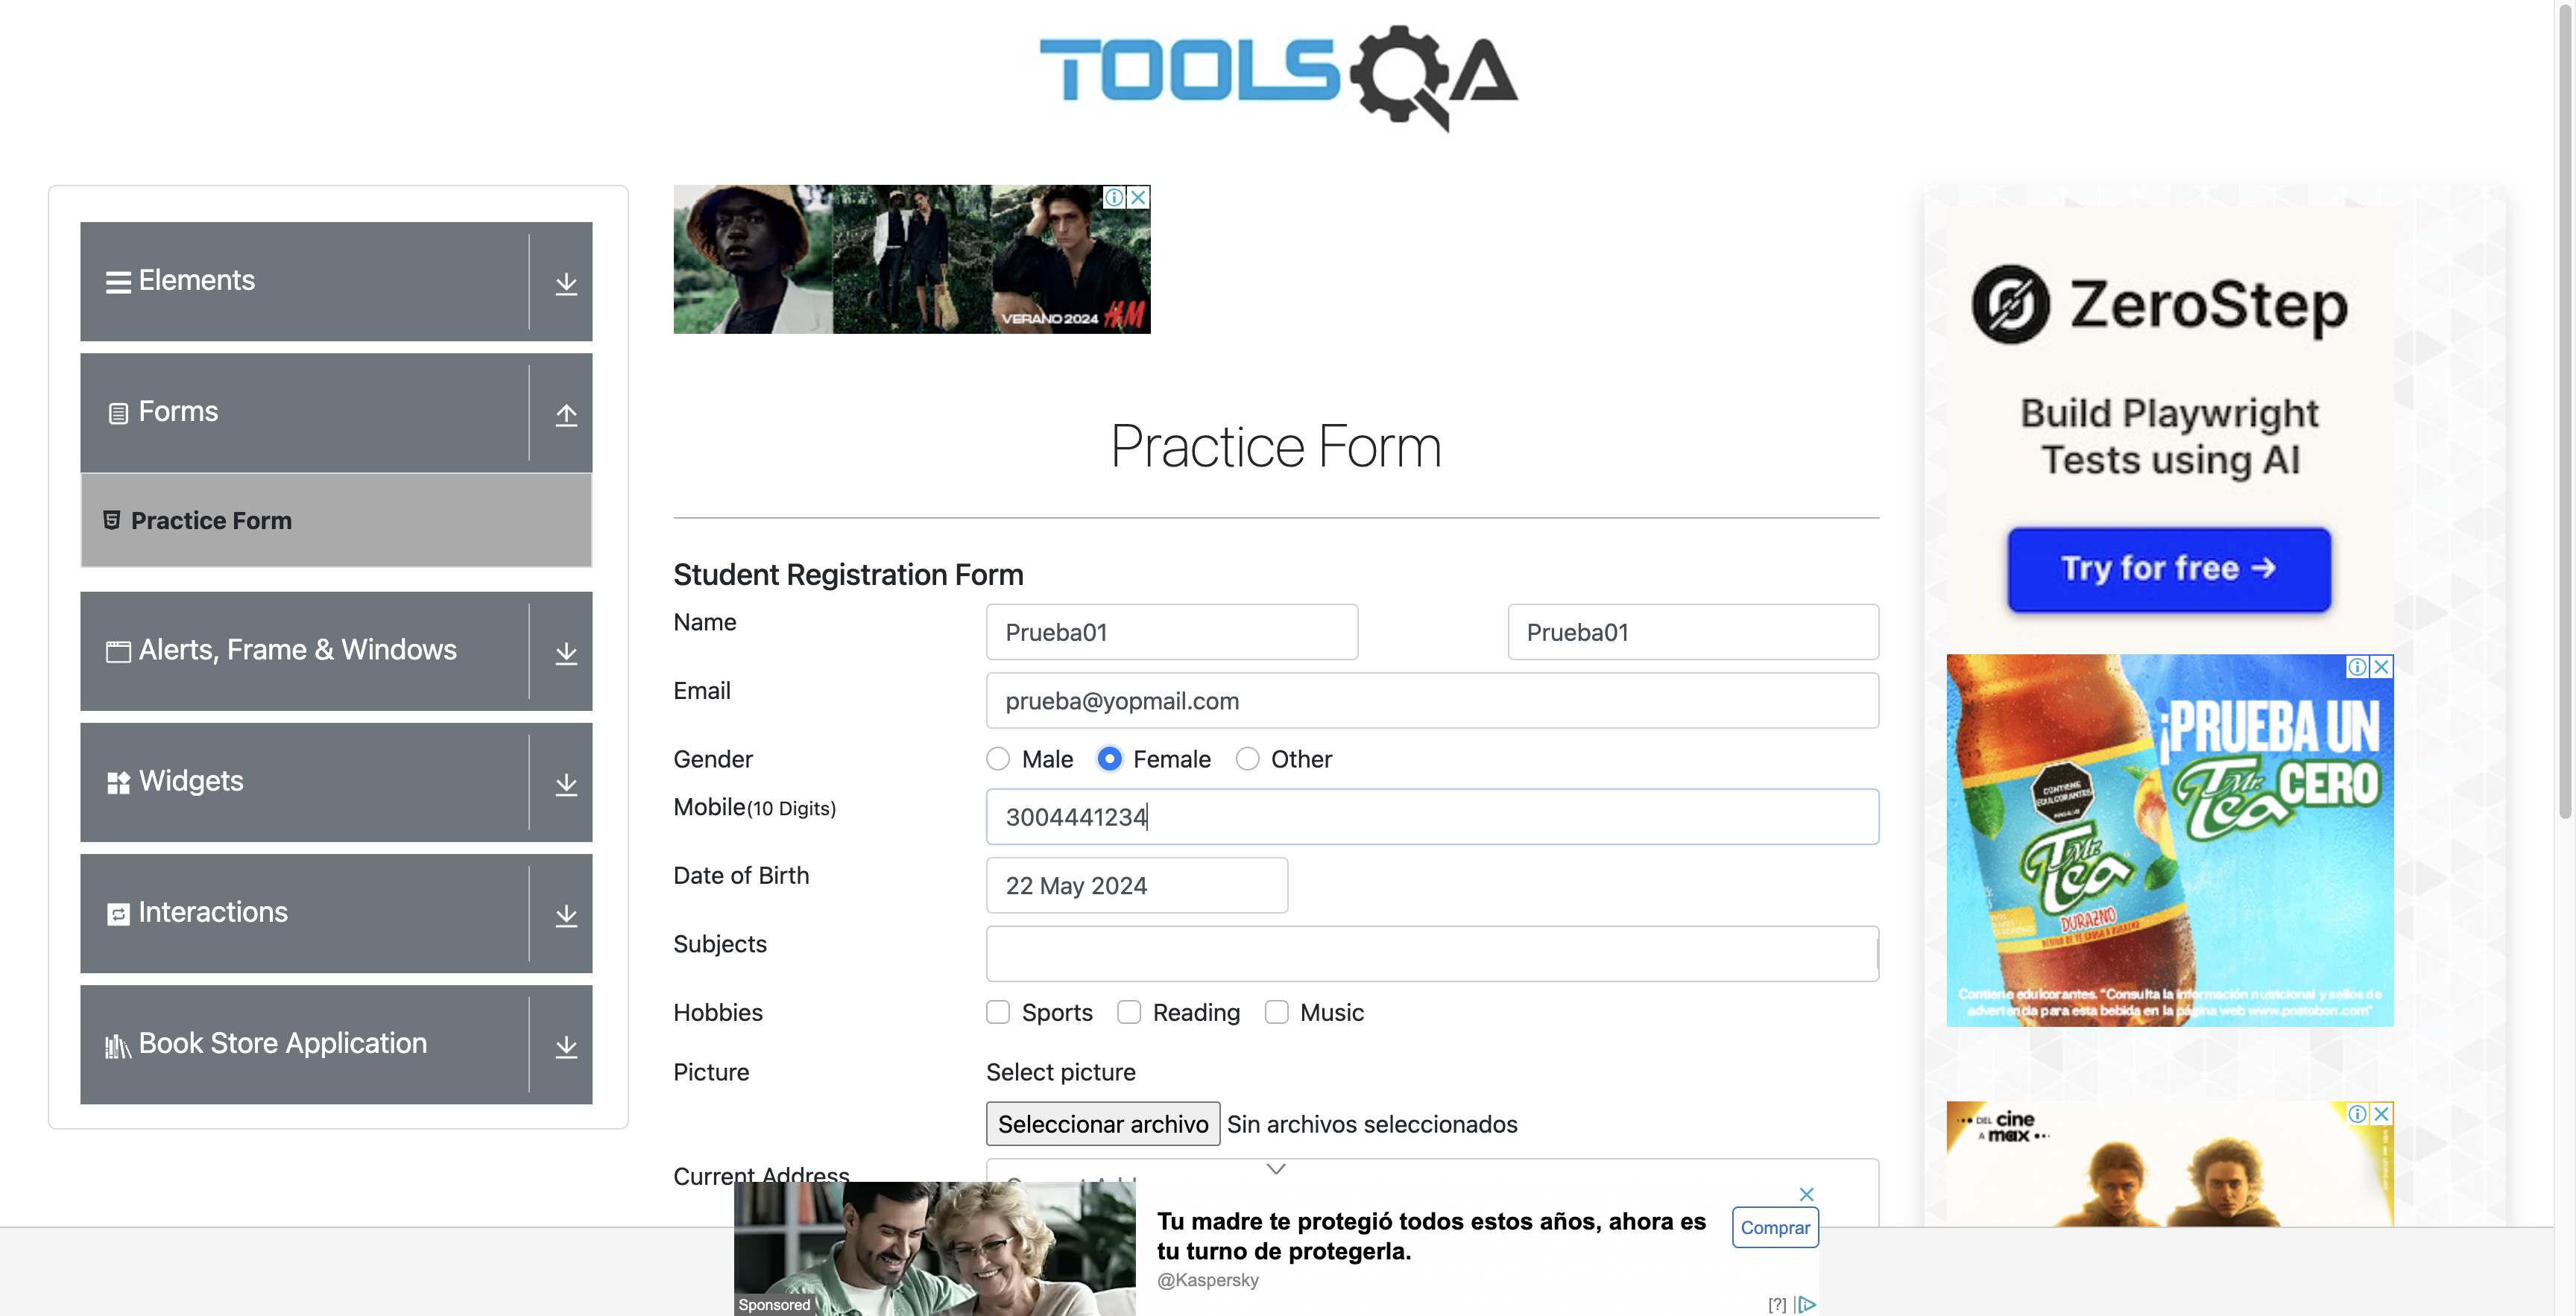 TOOLSQA
Elements
Forms
Practice Form
Alerts, Frame & Windows
Widgets
Interactions
Book Store Application
VERANO 2024 H&M
Practice Form
Student Registration Form
Name
Prueba01
Prueba01
Email
prueba@yopmail.com
Gender
Male
Female
Other
Mobile(10 Digits)
3004441234
Date of Birth
22 May 2024
Subjects
Hobbies
Sports
Reading
Music
Picture
Select picture
Seleccionar archivo
Sin archivos seleccionados
Current Address
ZeroStep
Build Playwright
Tests using AI
Try for free →
¡PRUEBA UN
Mr. Tea CERO
CONTIENE
EDULCORANTES
Mr. Tea
DURAZNO
Contiene edulcorantes. "Consulta la información nutricional y sellos de
advertencia para esta bebida en la página web www.postobon.com"
DEL cine
A max
Tu madre te protegió todos estos años, ahora es
tu turno de protegerla.
@Kaspersky
Comprar
Sponsored
[?]